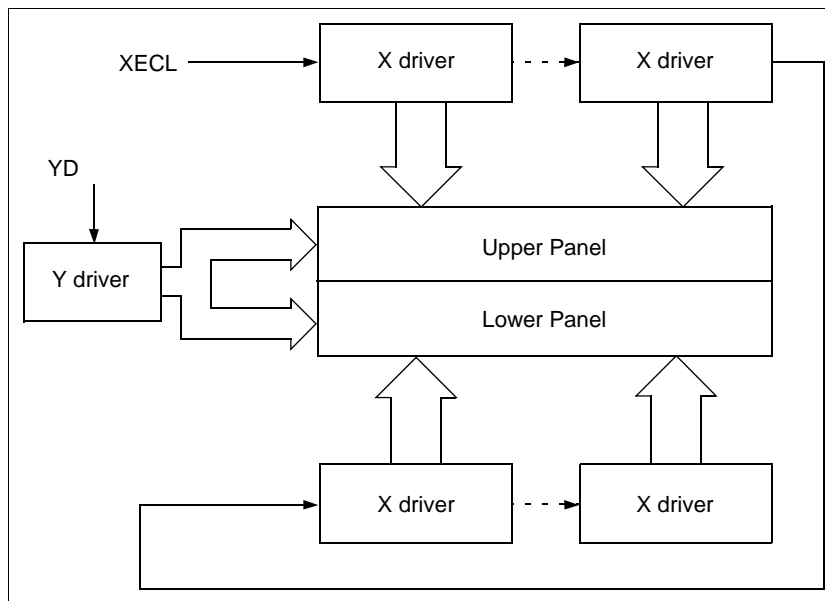 XECL
X driver
X driver
YD
Y driver
Upper Panel
Lower Panel
X driver
X driver